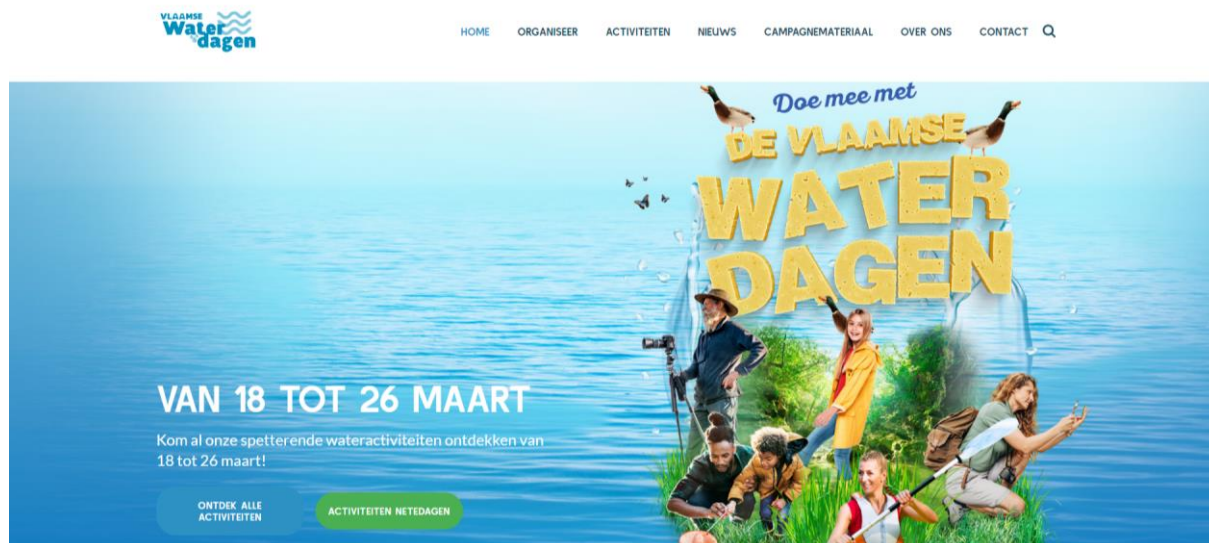 VLAAMSE
Water
dagen
HOME ORGANISEER ACTIVITEITEN NIEUWS CAMPAGNEMATERIAAL OVER ONS CONTACT
Doe mee met
DE VLAAMSE
WATER
DAGEN
VAN 18 TOT 26 MAART
Kom al onze spetterende wateractiviteiten ontdekken van
18 tot 26 maart!
ONTDEK ALLE
ACTIVITEITEN
ACTIVITEITEN NETEDAGEN